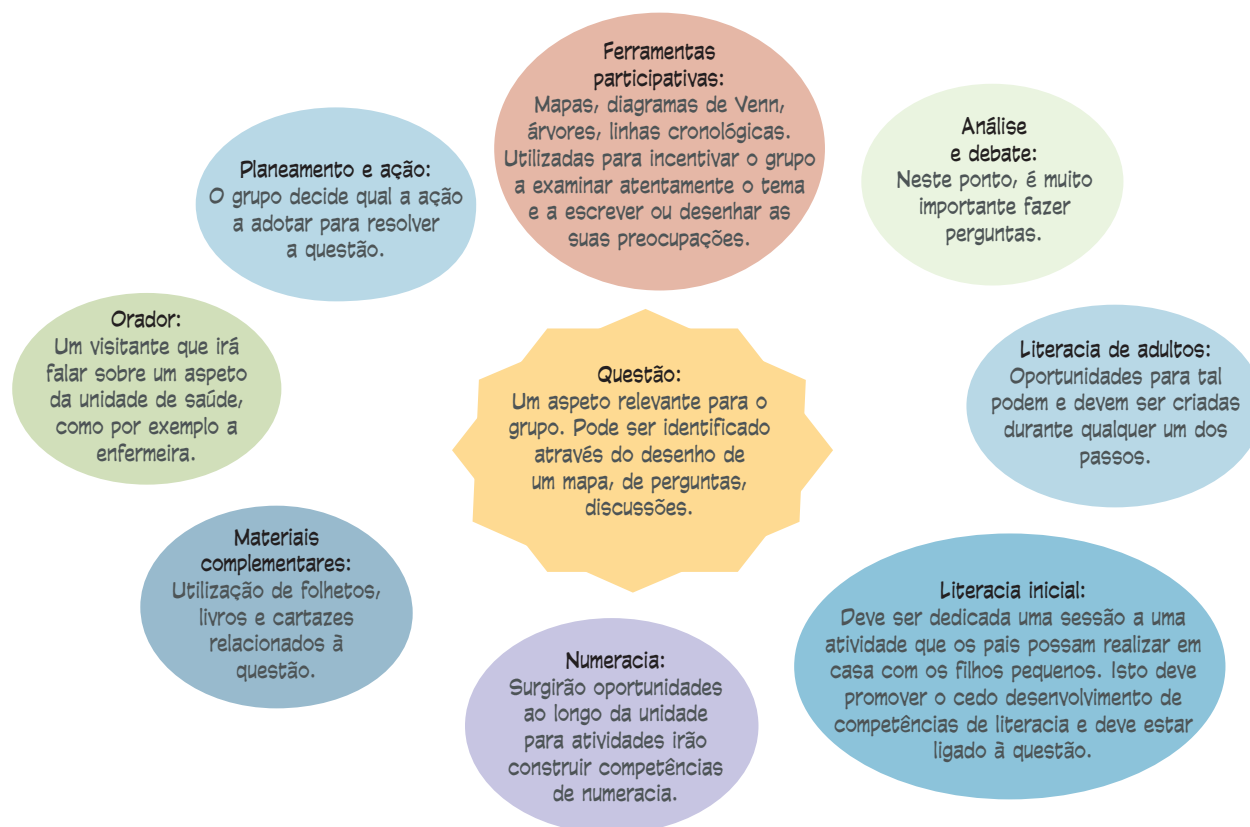 Ferramentas
participativas:
Mapas, diagramas de Venn,
árvores, linhas cronológicas.
Utilizadas para incentivar o grupo
a examinar atentamente o tema
e a escrever ou desenhar as
suas preocupações.
Análise
e debate:
Neste ponto, é muito
importante fazer
perguntas.
Planeamento e ação:
O grupo decide qual a ação
a adotar para resolver
a questão.
Orador:
Um visitante que irá
falar sobre um aspeto
da unidade de saúde,
como por exemplo a
enfermeira.
Questão:
Um aspeto relevante para o
grupo. Pode ser identificado
através do desenho de
um mapa, de perguntas,
discussões.
Literacia de adultos:
Oportunidades para tal
podem e devem ser criadas
durante qualquer um dos
passos.
Materiais
complementares:
Utilização de folhetos,
livros e cartazes
relacionados à
questão.
Numeracia:
Surgirão oportunidades
ao longo da unidade
para atividades irão
construir competências
de numeracia.
Literacia inicial:
Deve ser dedicada uma sessão a uma
atividade que os pais possam realizar em
casa com os filhos pequenos. Isto deve
promover o cedo desenvolvimento de
competências de literacia e deve estar
ligado à questão.